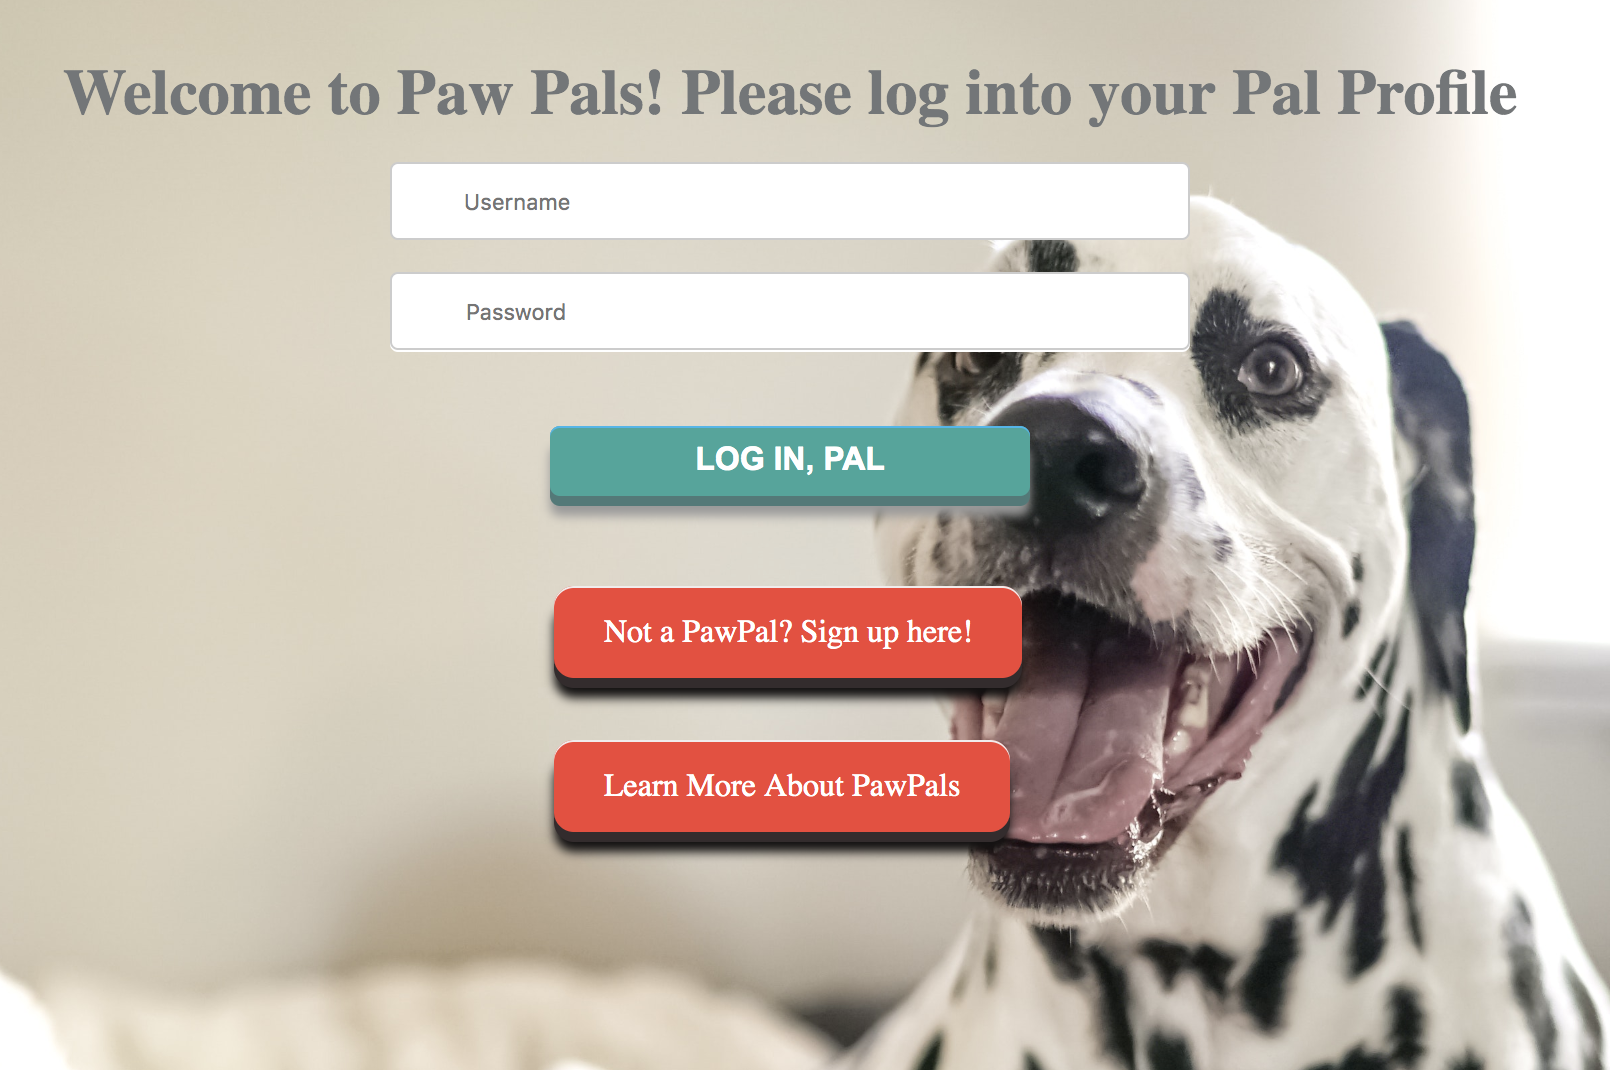 Welcome to Paw Pals! Please log into your Pal Profile
Username
Password
LOG IN, PAL
Not a PawPal? Sign up here!
Learn More About PawPals